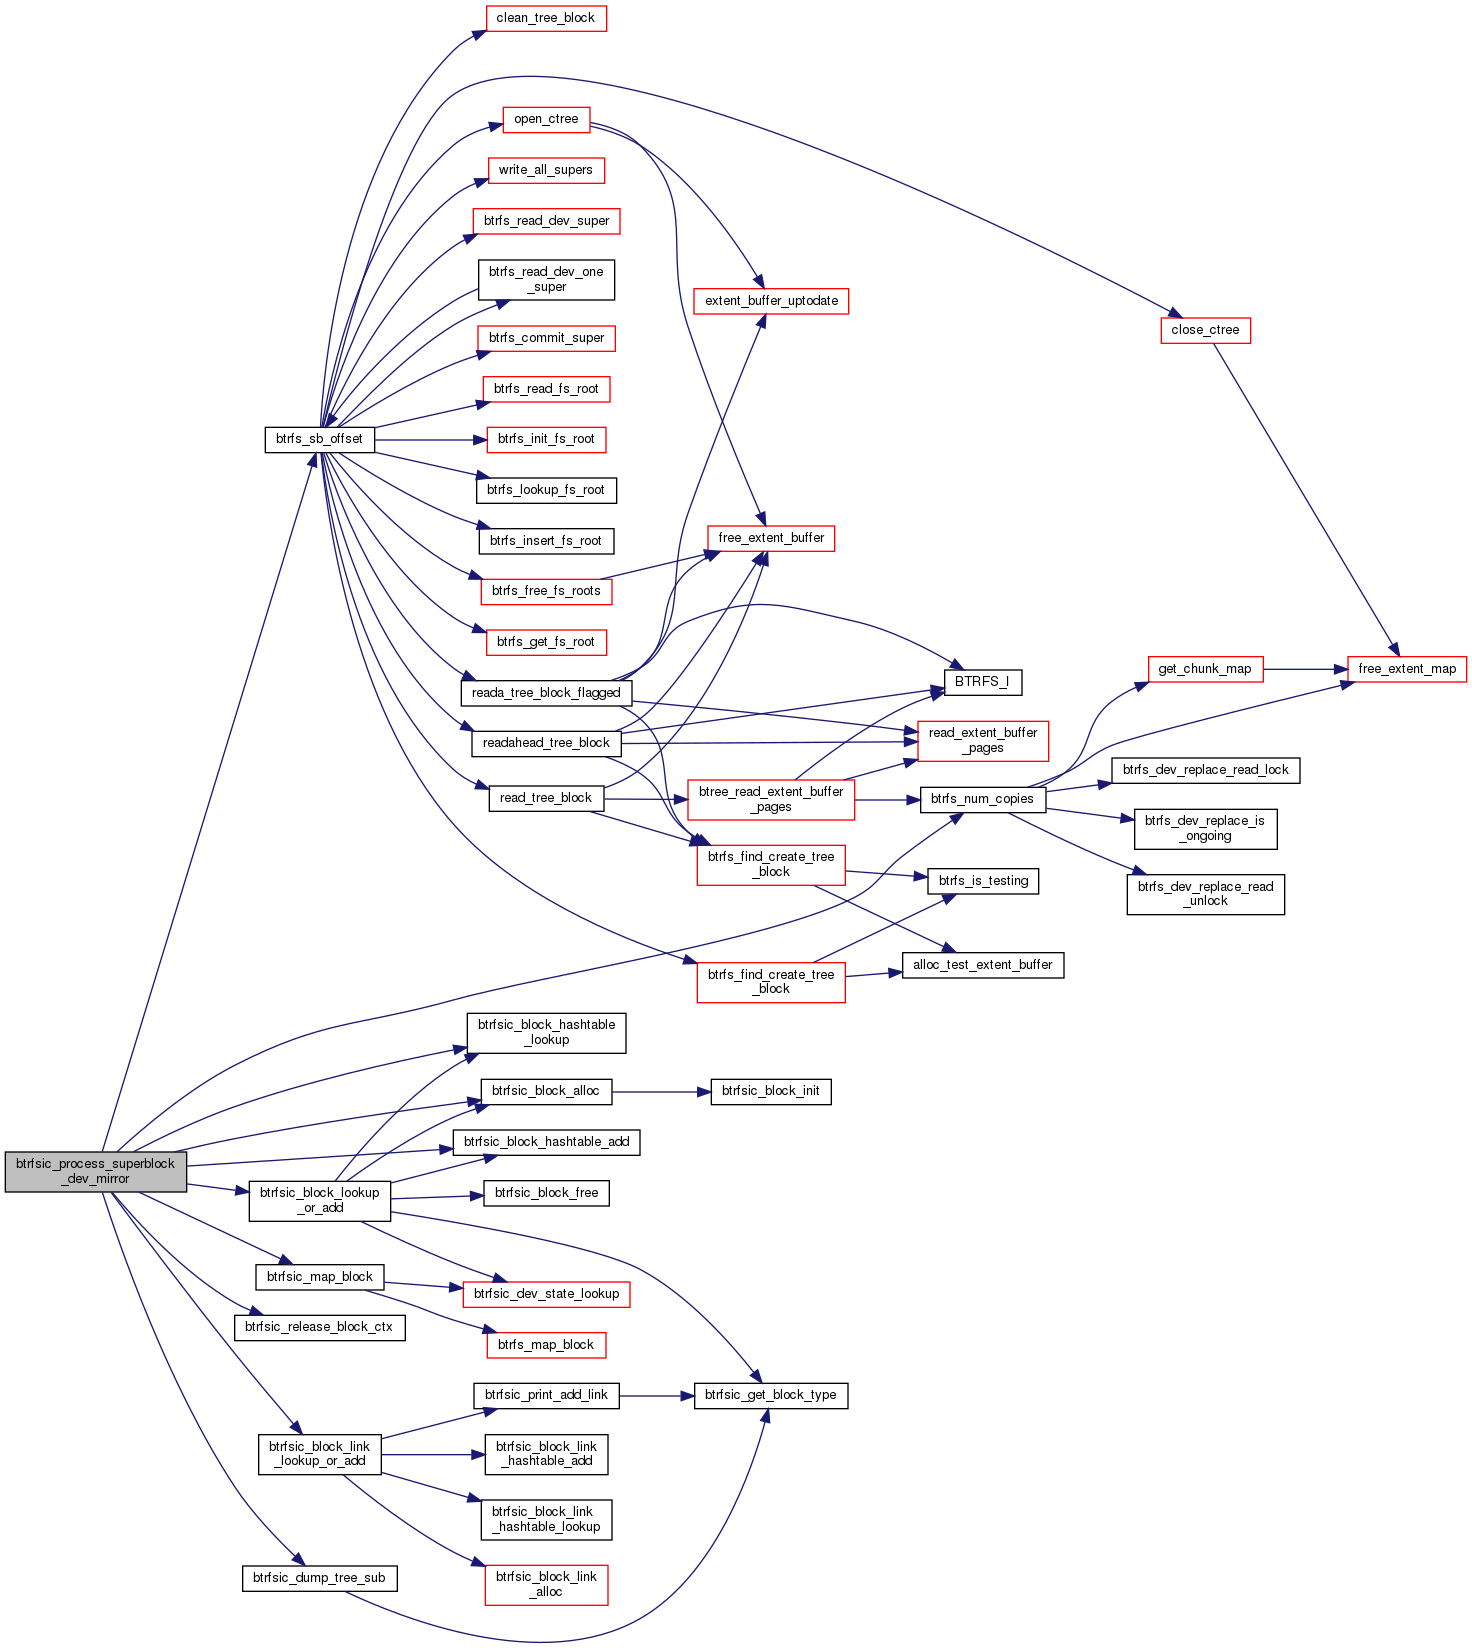 clean_tree_block
open_ctree
write_all_supers
btrfs_read_dev_super
btrfs_read_dev_one
_super
extent_buffer_uptodate
close_ctree
btrfs_commit_super
btrfs_read_fs_root
btrfs_sb_offset
btrfs_init_fs_root
btrfs_lookup_fs_root
btrfs_insert_fs_root
free_extent_buffer
btrfs_free_fs_roots
btrfs_get_fs_root
reada_tree_block_flagged
BTRFS_I
get_chunk_map
free_extent_map
readahead_tree_block
read_extent_buffer
_pages
btrfs_dev_replace_read_lock
read_tree_block
btree_read_extent_buffer
_pages
btrfs_num_copies
btrfs_dev_replace_is
_ongoing
btrfs_find_create_tree
_block
btrfs_is_testing
btrfs_dev_replace_read
_unlock
btrfs_find_create_tree
_block
alloc_test_extent_buffer
btrfsic_block_hashtable
_lookup
btrfsic_block_alloc
btrfsic_block_init
btrfsic_block_hashtable_add
btrfsic_process_superblock
_dev_mirror
btrfsic_block_lookup
_or_add
btrfsic_block_free
btrfsic_map_block
btrfsic_dev_state_lookup
btrfsic_release_block_ctx
btrfs_map_block
btrfsic_print_add_link
btrfsic_get_block_type
btrfsic_block_link
_lookup_or_add
btrfsic_block_link
_hashtable_add
btrfsic_block_link
_hashtable_lookup
btrfsic_dump_tree_sub
btrfsic_block_link
_alloc